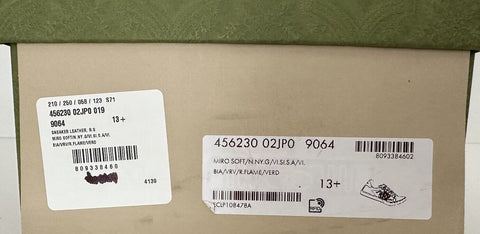 210 / 250 / 068 / 123 S71
456230 02JP0 019
9064 13+
SNEAKER LEATHER, R.S
MIRO SOFT/N.NY.G/VI.SI.S.A/VI.
BIA/VRV/R.FLAME/VERD
8093384602
4139
456230 02JP0 9064
8093384602
MIRO SOFT/N.NY.G/VI.SI.S.A/VI.
BIA/VRV/R.FLAME/VERD
13+